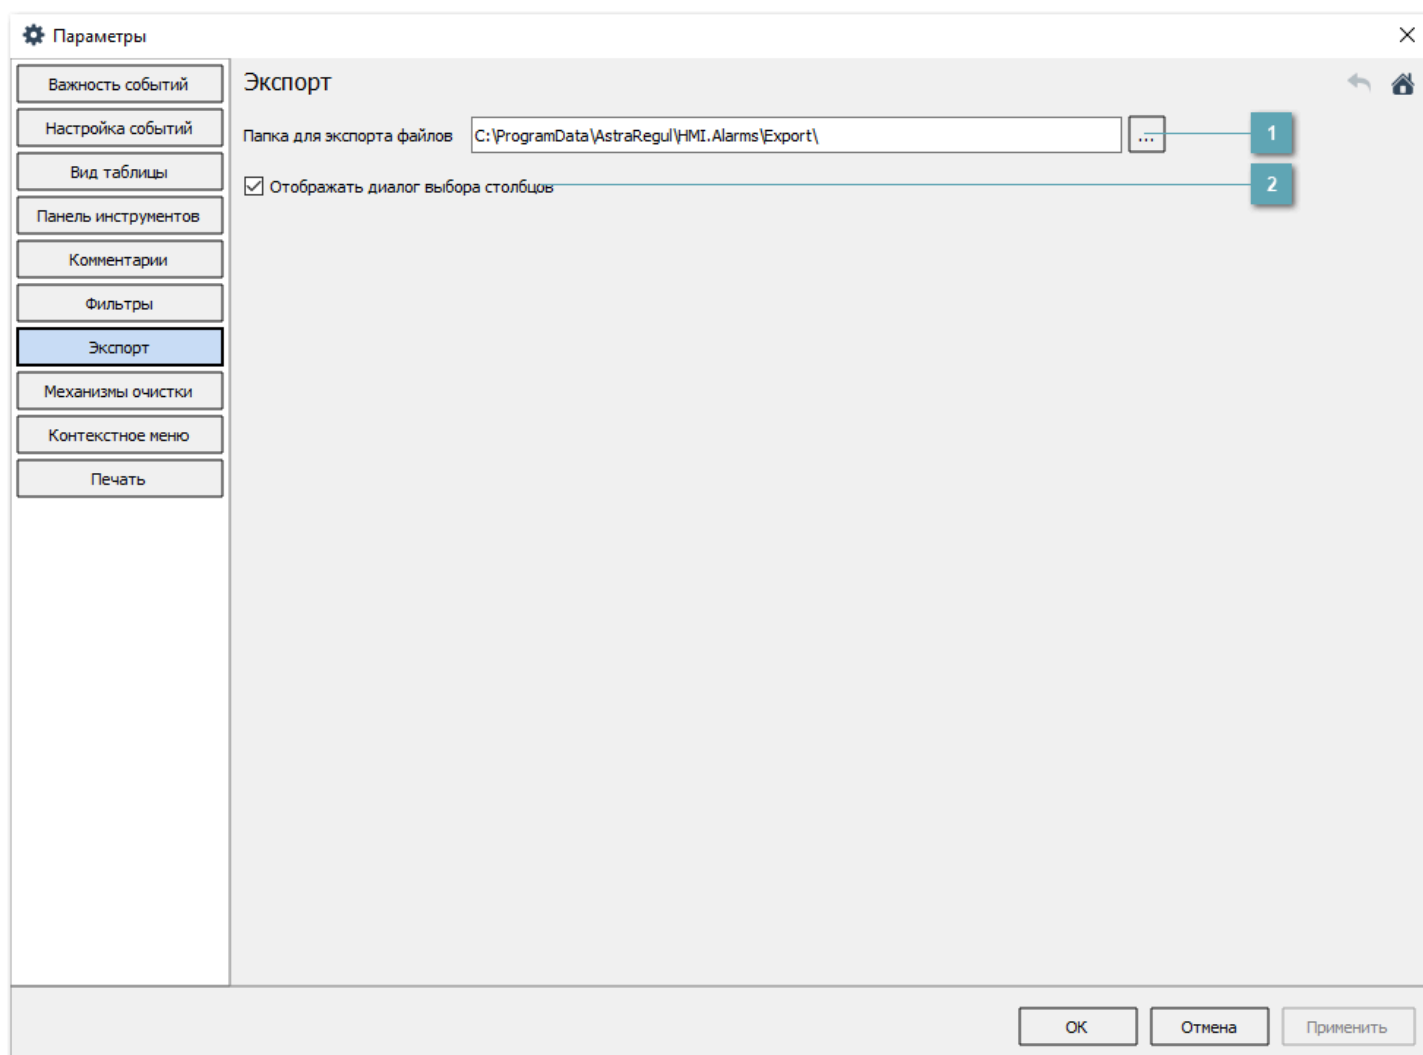 Параметры
Важность событий
Настройка событий
Вид таблицы
Панель инструментов
Комментарии
Фильтры
Экспорт
Механизмы очистки
Контекстное меню
Печать
Экспорт
Папка для экспорта файлов C:\ProgramData\AstraRegul\HMI.Alarms\Export\ ... 1
Отображать диалог выбора столбцов 2
ОК Отмена Применить